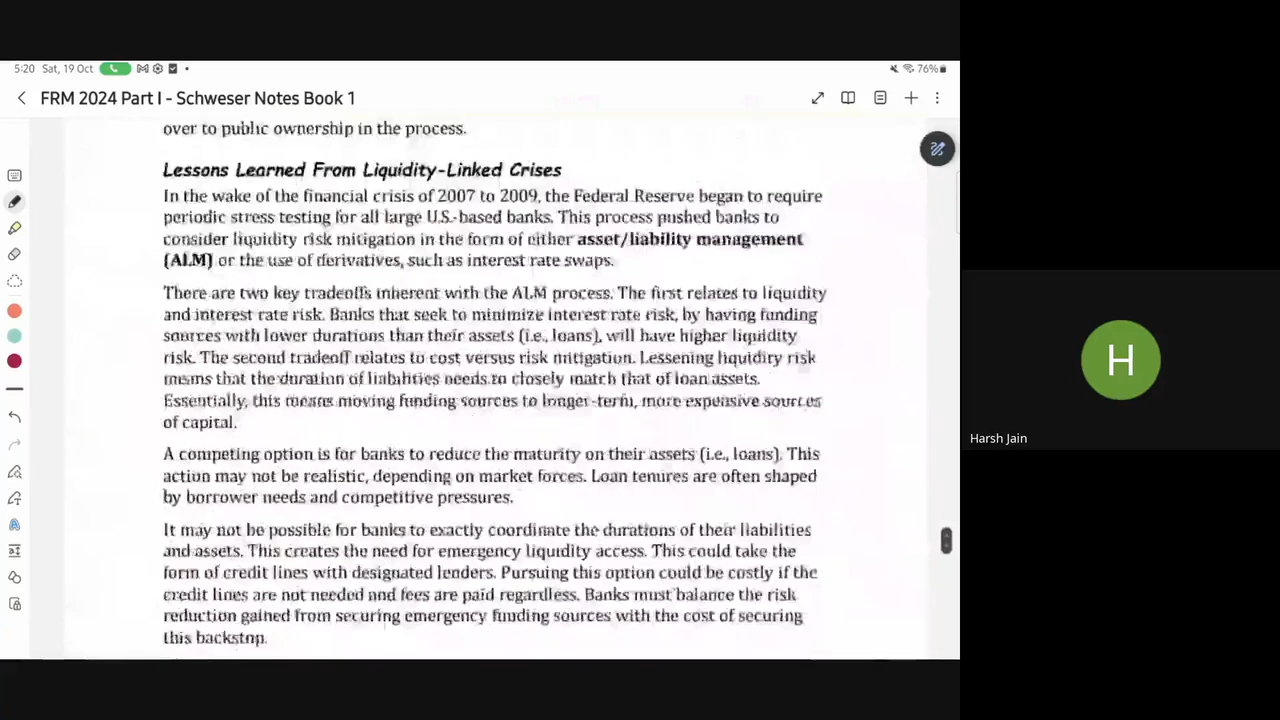 5:20 Sat, 19 Oct
76%
FRM 2024 Part I - Schweser Notes Book 1
over to public ownership in the process.
Lessons Learned From Liquidity-Linked Crises
In the wake of the financial crisis of 2007 to 2009, the Federal Reserve began to require
periodic stress testing for all large U.S.-based banks. This process pushed banks to
consider liquidity risk mitigation in the form of either asset/liability management
(ALM) or the use of derivatives, such as interest rate swaps.
There are two key tradeoffs inherent with the ALM process. The first relates to liquidity
and interest rate risk. Banks that seek to minimize interest rate risk, by having funding
sources with lower durations than their assets (i.e., loans), will have higher liquidity
risk. The second tradeoff relates to cost versus risk mitigation. Lessening liquidity risk
means that the duration of liabilities needs to closely match that of loan assets.
Essentially, this means moving funding sources to longer-term, more expensive sources
of capital.
A competing option is for banks to reduce the maturity on their assets (i.e., loans). This
action may not be realistic, depending on market forces. Loan tenures are often shaped
by borrower needs and competitive pressures.
It may not be possible for banks to exactly coordinate the durations of their liabilities
and assets. This creates the need for emergency liquidity access. This could take the
form of credit lines with designated lenders. Pursuing this option could be costly if the
credit lines are not needed and fees are paid regardless. Banks must balance the risk
reduction gained from securing emergency funding sources with the cost of securing
this backstop.
H
Harsh Jain